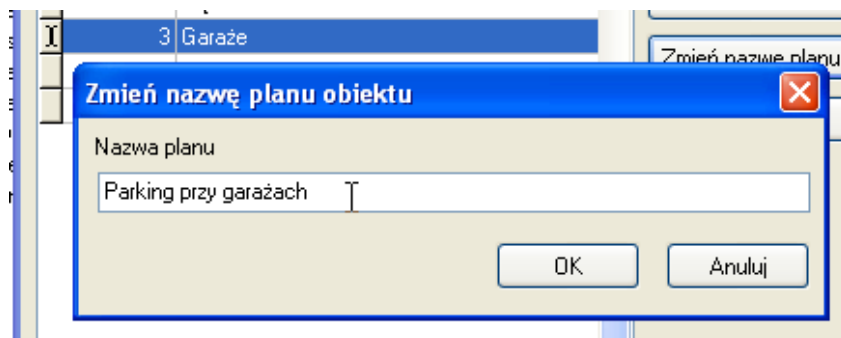 3 Garaże
Zmień nazwę planu
Zmień nazwę planu obiektu
Nazwa planu
Parking przy garażach
OK Anuluj